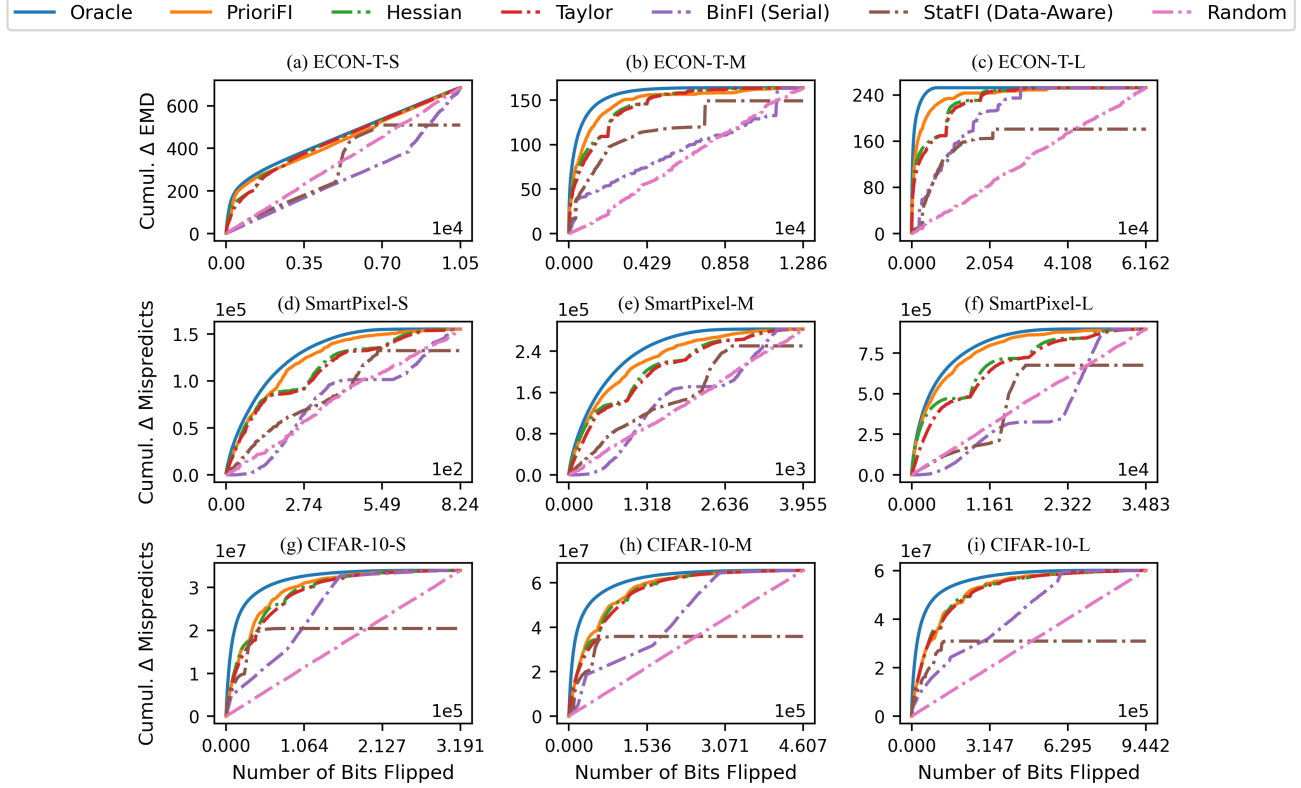 Oracle PrioriFI Hessian Taylor BinFI (Serial) StatFI (Data-Aware) Random
(a) ECON-T-S
Cumul. Δ EMD
600
400
200
0
1e4
0.00 0.35 0.70 1.05
(b) ECON-T-M
150
100
50
0
1e4
0.000 0.429 0.858 1.286
(c) ECON-T-L
240
160
80
0
1e4
0.000 2.054 4.108 6.162
1e5 (d) SmartPixel-S
Cumul. Δ Mispredicts
1.5
1.0
0.5
0.0
1e2
0.00 2.74 5.49 8.24
1e5 (e) SmartPixel-M
2.4
1.6
0.8
0.0
1e3
0.000 1.318 2.636 3.955
1e5 (f) SmartPixel-L
7.5
5.0
2.5
0.0
1e4
0.000 1.161 2.322 3.483
1e7 (g) CIFAR-10-S
Cumul. Δ Mispredicts
3
2
1
0
1e5
0.000 1.064 2.127 3.191
Number of Bits Flipped
1e7 (h) CIFAR-10-M
6
4
2
0
1e5
0.000 1.536 3.071 4.607
Number of Bits Flipped
1e7 (i) CIFAR-10-L
6
4
2
0
1e5
0.000 3.147 6.295 9.442
Number of Bits Flipped